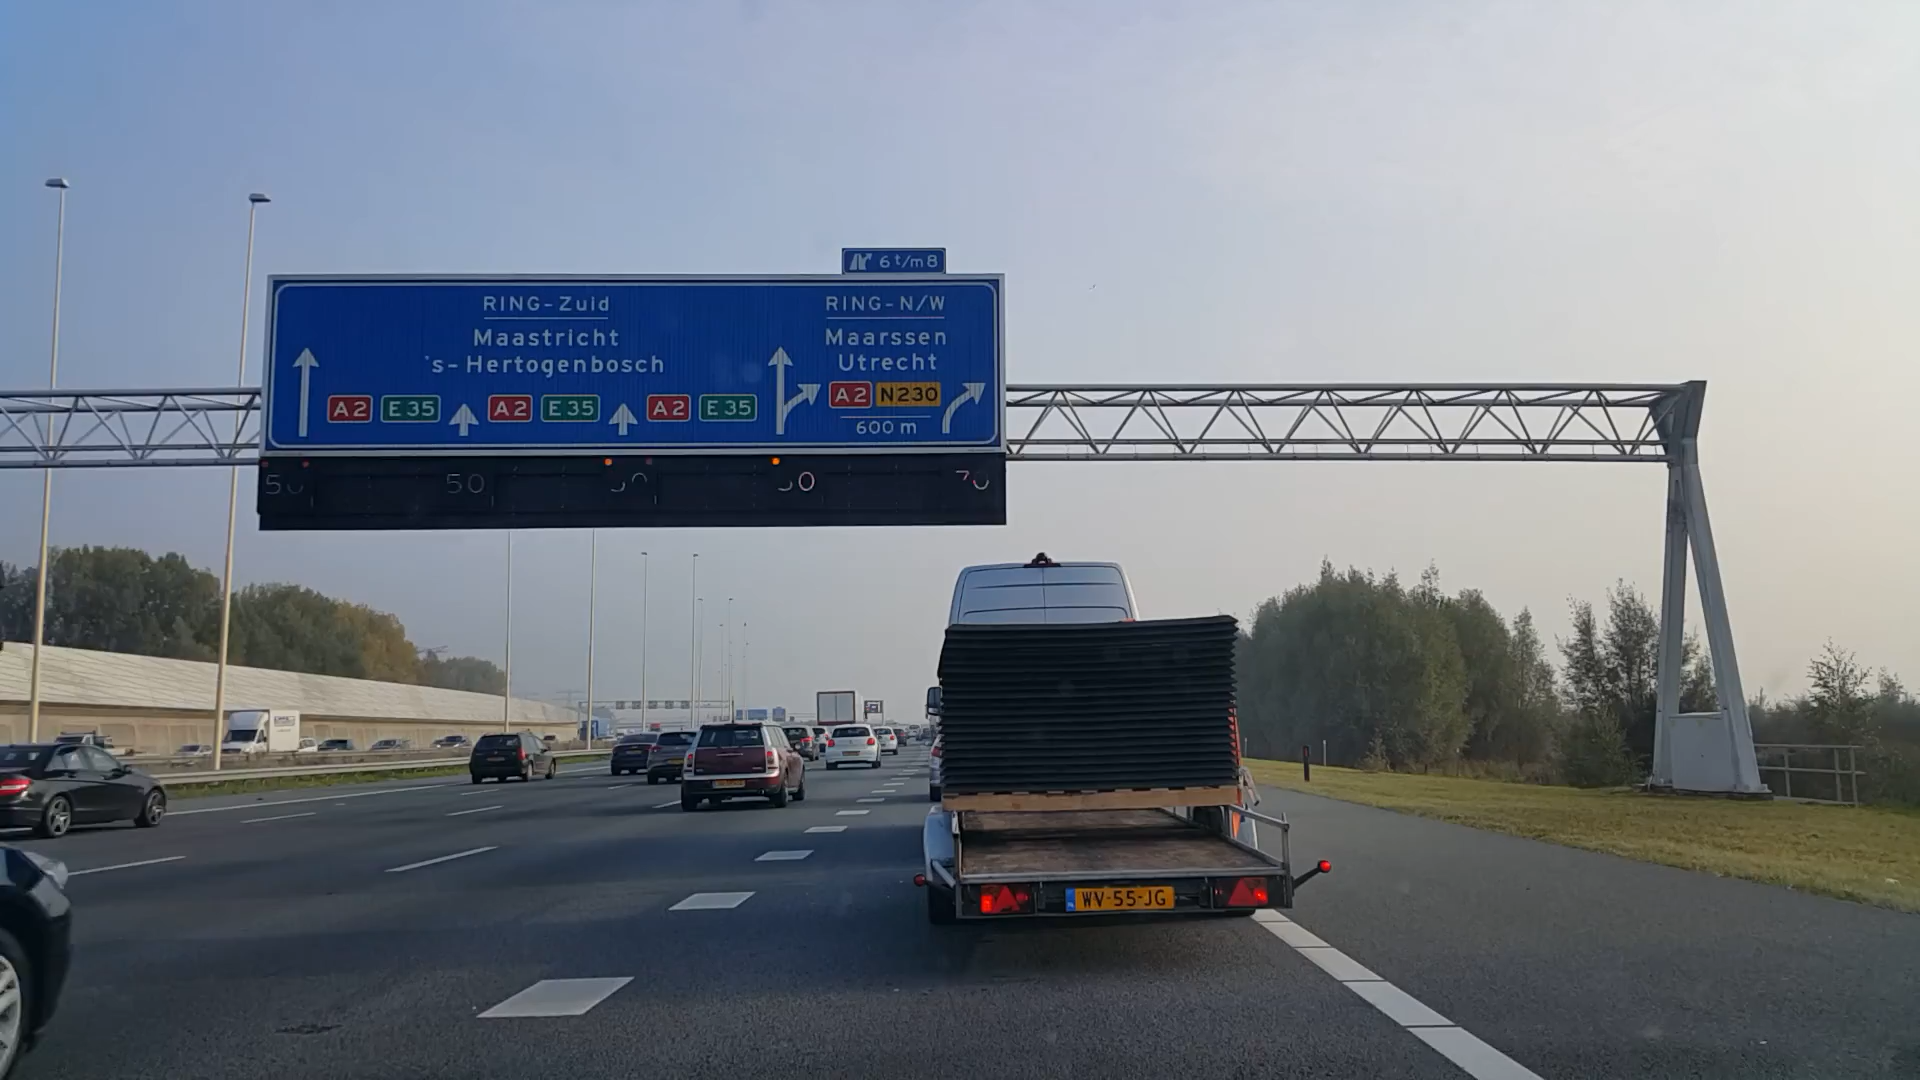 6 t/m 8
RING-Zuid
Maastricht
's-Hertogenbosch
A2 E35 A2 E35 A2 E35
RING-N/W
Maarssen
Utrecht
A2 N230
600 m
50 50 50 70
WV-55-JG